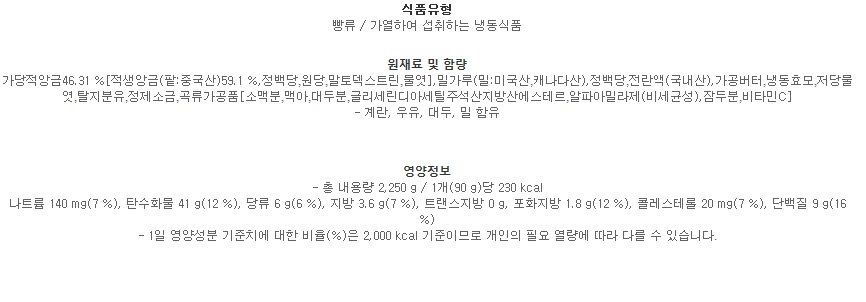 식품유형
빵류 / 가열하여 섭취하는 냉동식품
원재료 및 함량
가당적앙금46.31 %[적생앙금(팥:중국산)59.1 %,정백당,원당,말토덱스트린,물엿],밀가루(밀:미국산,캐나다산),정백당,전란액(국내산),가공버터,냉동효모,저당물
엿,탈지분유,정제소금,곡류가공품[소맥분,맥아,대두분,글리세린디아세틸주석산지방산에스테르,알파아밀라제(비세균성),잠두분,비타민C]
- 계란, 우유, 대두, 밀 함유
영양정보
- 총 내용량 2,250 g / 1개(90 g)당 230 kcal
나트륨 140 mg(7 %), 탄수화물 41 g(12 %), 당류 6 g(6 %), 지방 3.6 g(7 %), 트랜스지방 0 g, 포화지방 1.8 g(12 %), 콜레스테롤 20 mg(7 %), 단백질 9 g(16
%)
- 1일 영양성분 기준치에 대한 비율(%)은 2,000 kcal 기준이므로 개인의 필요 열량에 따라 다를 수 있습니다.